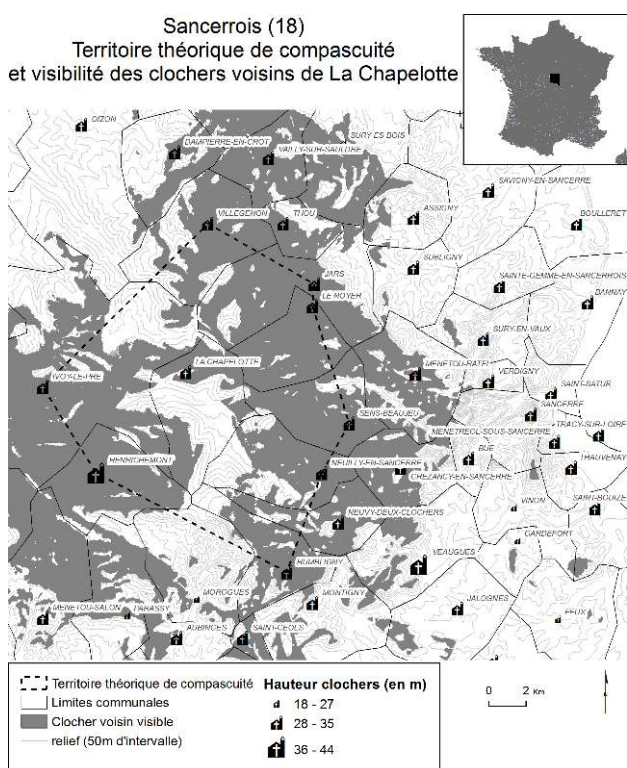 Sancerrois (18)
Territoire théorique de compascuité
et visibilité des clochers voisins de La Chapelotte
OIZON
DAMPIERRE-EN-CROT
VAILLY-SUR-SAULDRE
SURY ES BOIS
SAVIGNY-EN-SANCERRE
VILLEGENON
THOU
ASSIGNY
BOULLERET
SUBLIGNY
JARS
SAINTE-GEMME-EN-SANCERROIS
LE NOYER
BANNAY
SURY-EN-VAUX
IVOY-LE-PRE
LA CHAPELOTTE
MENETOU-RATEL
VERDIGNY
SAINT-SATUR
SANCERRE
SENS-BEAUJEU
MENETREOL-SOUS-SANCERRE
TRACY-SUR-LOIRE
BUE
HENRICHEMONT
NEUILLY-EN-SANCERRE
THAUVENAY
CREZANCY-EN-SANCERRE
VINON
SAINT-BOUIZE
NEUVY-DEUX-CLOCHERS
GARDEFORT
VEAUGUES
HUMBLIGNY
MOROGUES
MENETOU-SALON
PARASSY
MONTIGNY
JALOGNES
FEUX
AUBINGES
SAINT-CEOLS
Territoire théorique de compascuité
Limites communales
Clocher voisin visible
relief (50m d'intervalle)
Hauteur clochers (en m)
18 - 27
28 - 35
36 - 44
0 2 Km